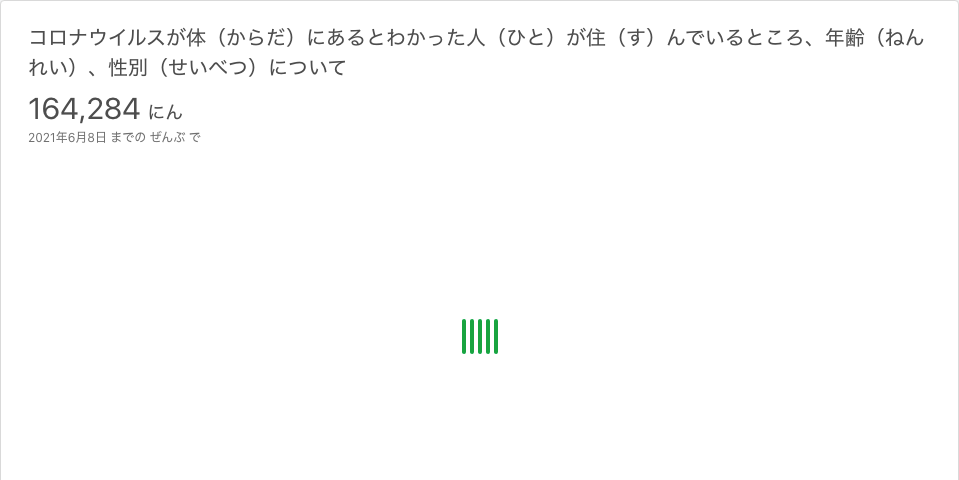 コロナウイルスが体（からだ）にあるとわかった人（ひと）が住（す）んでいるところ、年齢（ねん
れい）、性別（せいべつ）について
164,284 にん
2021年6月8日 までの ぜんぶ で